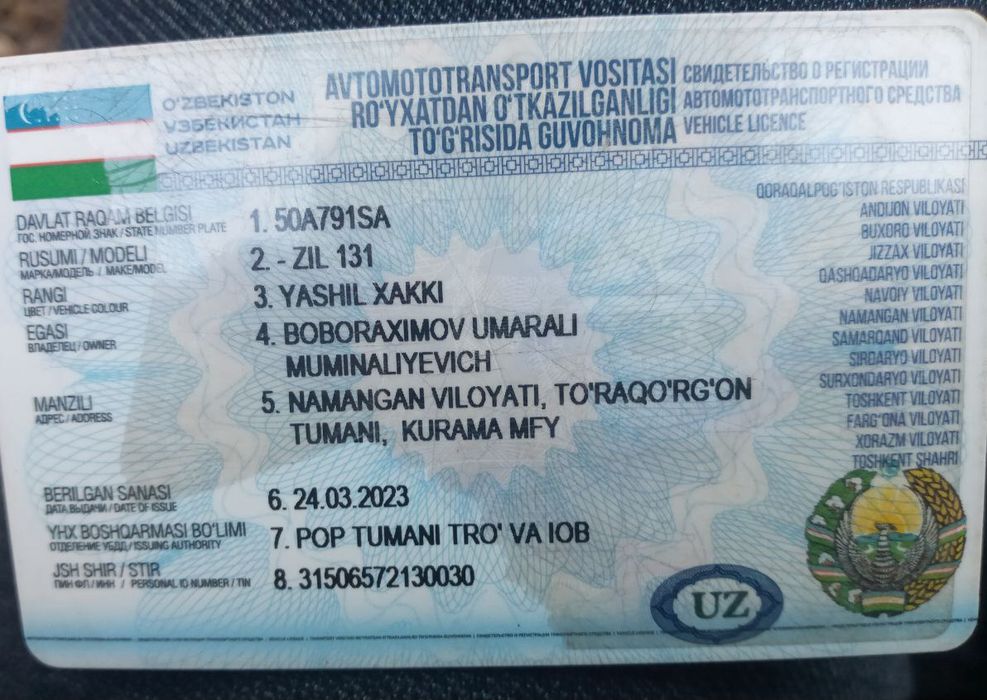 O'ZBEKISTON
УЗБЕКИСТАН
UZBEKISTAN
AVTOMOTOTRANSPORT VOSITASI
RO'YXATDAN O'TKAZILGANLIGI
TO'G'RISIDA GUVOHNOMA
СВИДЕТЕЛЬСТВО О РЕГИСТРАЦИИ
АВТОМОТОТРАНСПОРТНОГО СРЕДСТВА
VEHICLE LICENCE
DAVLAT RAQAM BELGISI
ГОС. НОМЕРНОЙ ЗНАК / STATE NUMBER PLATE
1. 50A791SA
RUSUMI / MODELI
МАРКА/МОДЕЛЬ / MAKE/MODEL
2. - ZIL 131
RANGI
ЦВЕТ / VEHICLE COLOUR
3. YASHIL XAKKI
EGASI
ВЛАДЕЛЕЦ / OWNER
4. BOBORAXIMOV UMARALI
MUMINALIYEVICH
MANZILI
АДРЕС / ADDRESS
5. NAMANGAN VILOYATI, TO'RAQO'RG'ON
TUMANI, KURAMA MFY
BERILGAN SANASI
ДАТА ВЫДАЧИ / DATE OF ISSUE
6. 24.03.2023
YHX BOSHQARMASI BO'LIMI
ОТДЕЛЕНИЕ УБДД / ISSUING AUTHORITY
7. POP TUMANI TRO' VA IOB
JSH SHIR / STIR
ПИН ФЛ / ИНН / PERSONAL ID NUMBER / TIN
8. 31506572130030
QORAQALPOG'ISTON RESPUBLIKASI
ANDIJON VILOYATI
BUXORO VILOYATI
JIZZAX VILOYATI
QASHQADARYO VILOYATI
NAVOIY VILOYATI
NAMANGAN VILOYATI
SAMARQAND VILOYATI
SIRDARYO VILOYATI
SURXONDARYO VILOYATI
TOSHKENT VILOYATI
FARG'ONA VILOYATI
XORAZM VILOYATI
TOSHKENT SHAHRI
UZ